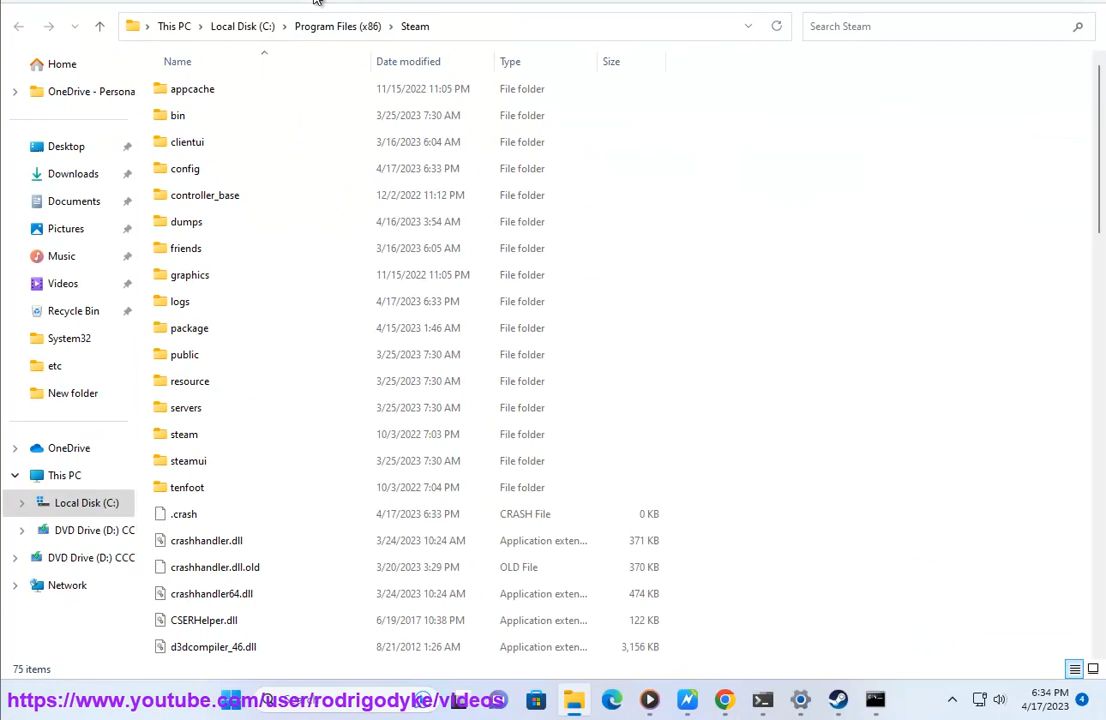 This PC > Local Disk (C:) > Program Files (x86) > Steam
Search Steam
Name Date modified Type Size
Home
OneDrive - Persona
Desktop
Downloads
Documents
Pictures
Music
Videos
Recycle Bin
System32
etc
New folder
OneDrive
This PC
Local Disk (C:)
DVD Drive (D:) CC
DVD Drive (D:) CCC
Network
appcache 11/15/2022 11:05 PM File folder
bin 3/25/2023 7:30 AM File folder
clientui 3/16/2023 6:04 AM File folder
config 4/17/2023 6:33 PM File folder
controller_base 12/2/2022 11:12 PM File folder
dumps 4/16/2023 3:54 AM File folder
friends 3/16/2023 6:05 AM File folder
graphics 11/15/2022 11:05 PM File folder
logs 4/17/2023 6:33 PM File folder
package 4/15/2023 1:46 AM File folder
public 3/25/2023 7:30 AM File folder
resource 3/25/2023 7:30 AM File folder
servers 3/25/2023 7:30 AM File folder
steam 10/3/2022 7:03 PM File folder
steamui 3/25/2023 7:30 AM File folder
tenfoot 10/3/2022 7:04 PM File folder
.crash 4/17/2023 6:33 PM CRASH File 0 KB
crashhandler.dll 3/24/2023 10:24 AM Application exten... 371 KB
crashhandler.dll.old 3/20/2023 3:29 PM OLD File 370 KB
crashhandler64.dll 3/24/2023 10:24 AM Application exten... 474 KB
CSERHelper.dll 6/19/2017 10:38 PM Application exten... 122 KB
d3dcompiler_46.dll 8/21/2012 1:26 AM Application exten... 3,156 KB
75 items
https://www.youtube.com/user/rodrigodyke/videos
Search
6:34 PM
4/17/2023
4